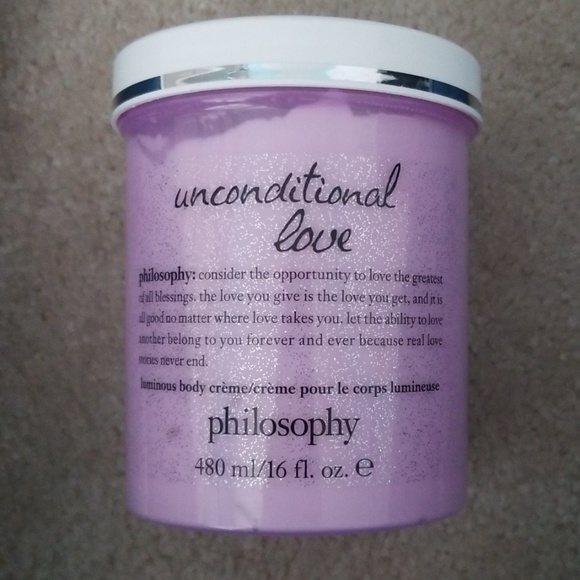 unconditional
love
philosophy: consider the opportunity to love the greatest
of all blessings. the love you give is the love you get, and it is
all good no matter where love takes you. let the ability to love
another belong to you forever and ever because real love
stories never end.
luminous body crème/crème pour le corps lumineuse
philosophy
480 ml/16 fl. oz. e